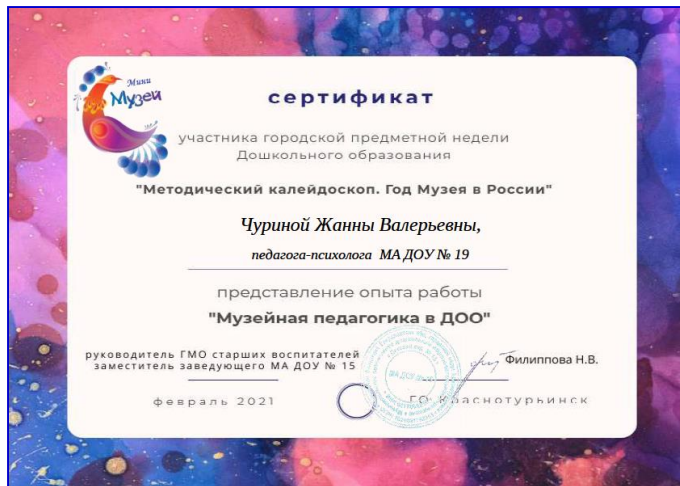 Мини
Музей
сертификат
участника городской предметной недели
Дошкольного образования
"Методический калейдоскоп. Год Музея в России"
Чуриной Жанны Валерьевны,
педагога-психолога МА ДОУ № 19
представление опыта работы
"Музейная педагогика в ДОО"
руководитель ГМО старших воспитателей
заместитель заведующего МА ДОУ № 15
Филиппова Н.В.
февраль 2021
ГО Краснотурьинск